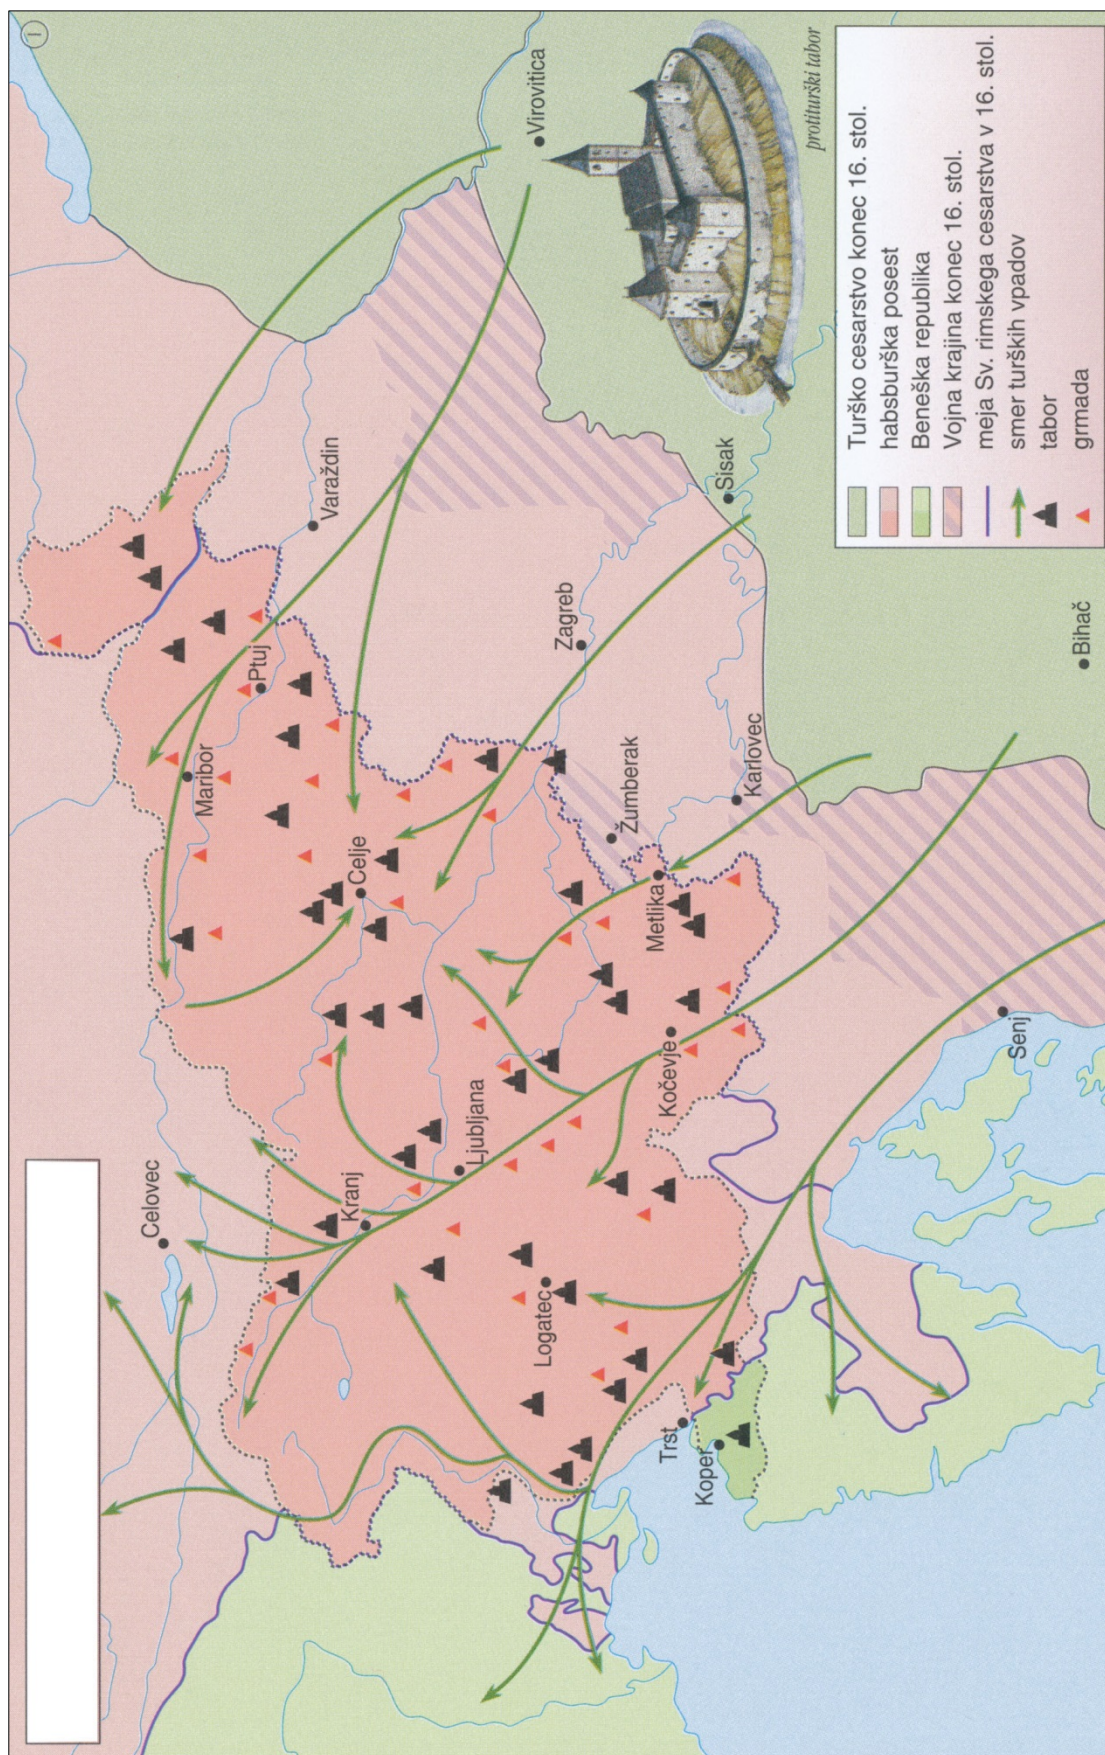 1
Celovec
Maribor
Ptuj
Varaždin
Virovitica
Kranj
Celje
Ljubljana
Logatec
Zagreb
Žumberak
Metlika
Kočevje
Karlovec
Sisak
Trst
Koper
Senj
Bihač
protiturški tabor
Turško cesarstvo konec 16. stol.
habsburška posest
Beneška republika
Vojna krajina konec 16. stol.
meja Sv. rimskega cesarstva v 16. stol.
smer turških vpadov
tabor
grmada